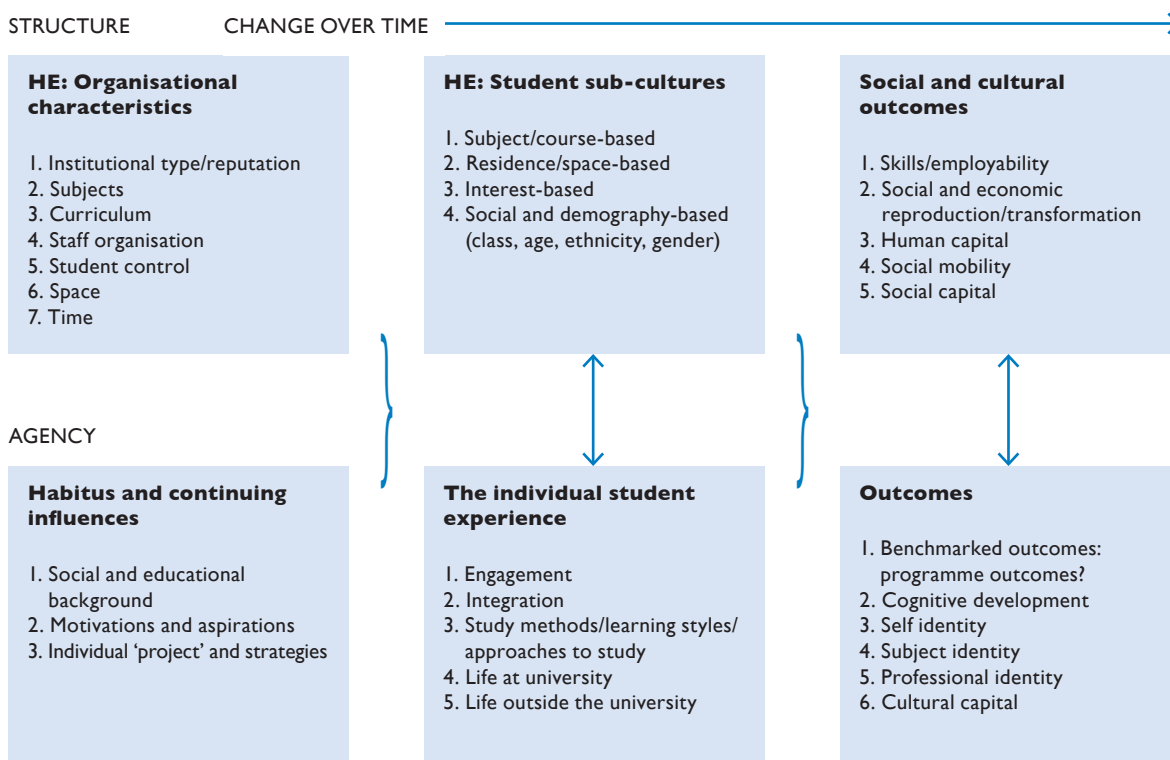 STRUCTURE
CHANGE OVER TIME
HE: Organisational
characteristics
1. Institutional type/reputation
2. Subjects
3. Curriculum
4. Staff organisation
5. Student control
6. Space
7. Time
HE: Student sub-cultures
1. Subject/course-based
2. Residence/space-based
3. Interest-based
4. Social and demography-based
(class, age, ethnicity, gender)
Social and cultural
outcomes
1. Skills/employability
2. Social and economic
reproduction/transformation
3. Human capital
4. Social mobility
5. Social capital
AGENCY
Habitus and continuing
influences
1. Social and educational
background
2. Motivations and aspirations
3. Individual ‘project’ and strategies
The individual student
experience
1. Engagement
2. Integration
3. Study methods/learning styles/
approaches to study
4. Life at university
5. Life outside the university
Outcomes
1. Benchmarked outcomes:
programme outcomes?
2. Cognitive development
3. Self identity
4. Subject identity
5. Professional identity
6. Cultural capital